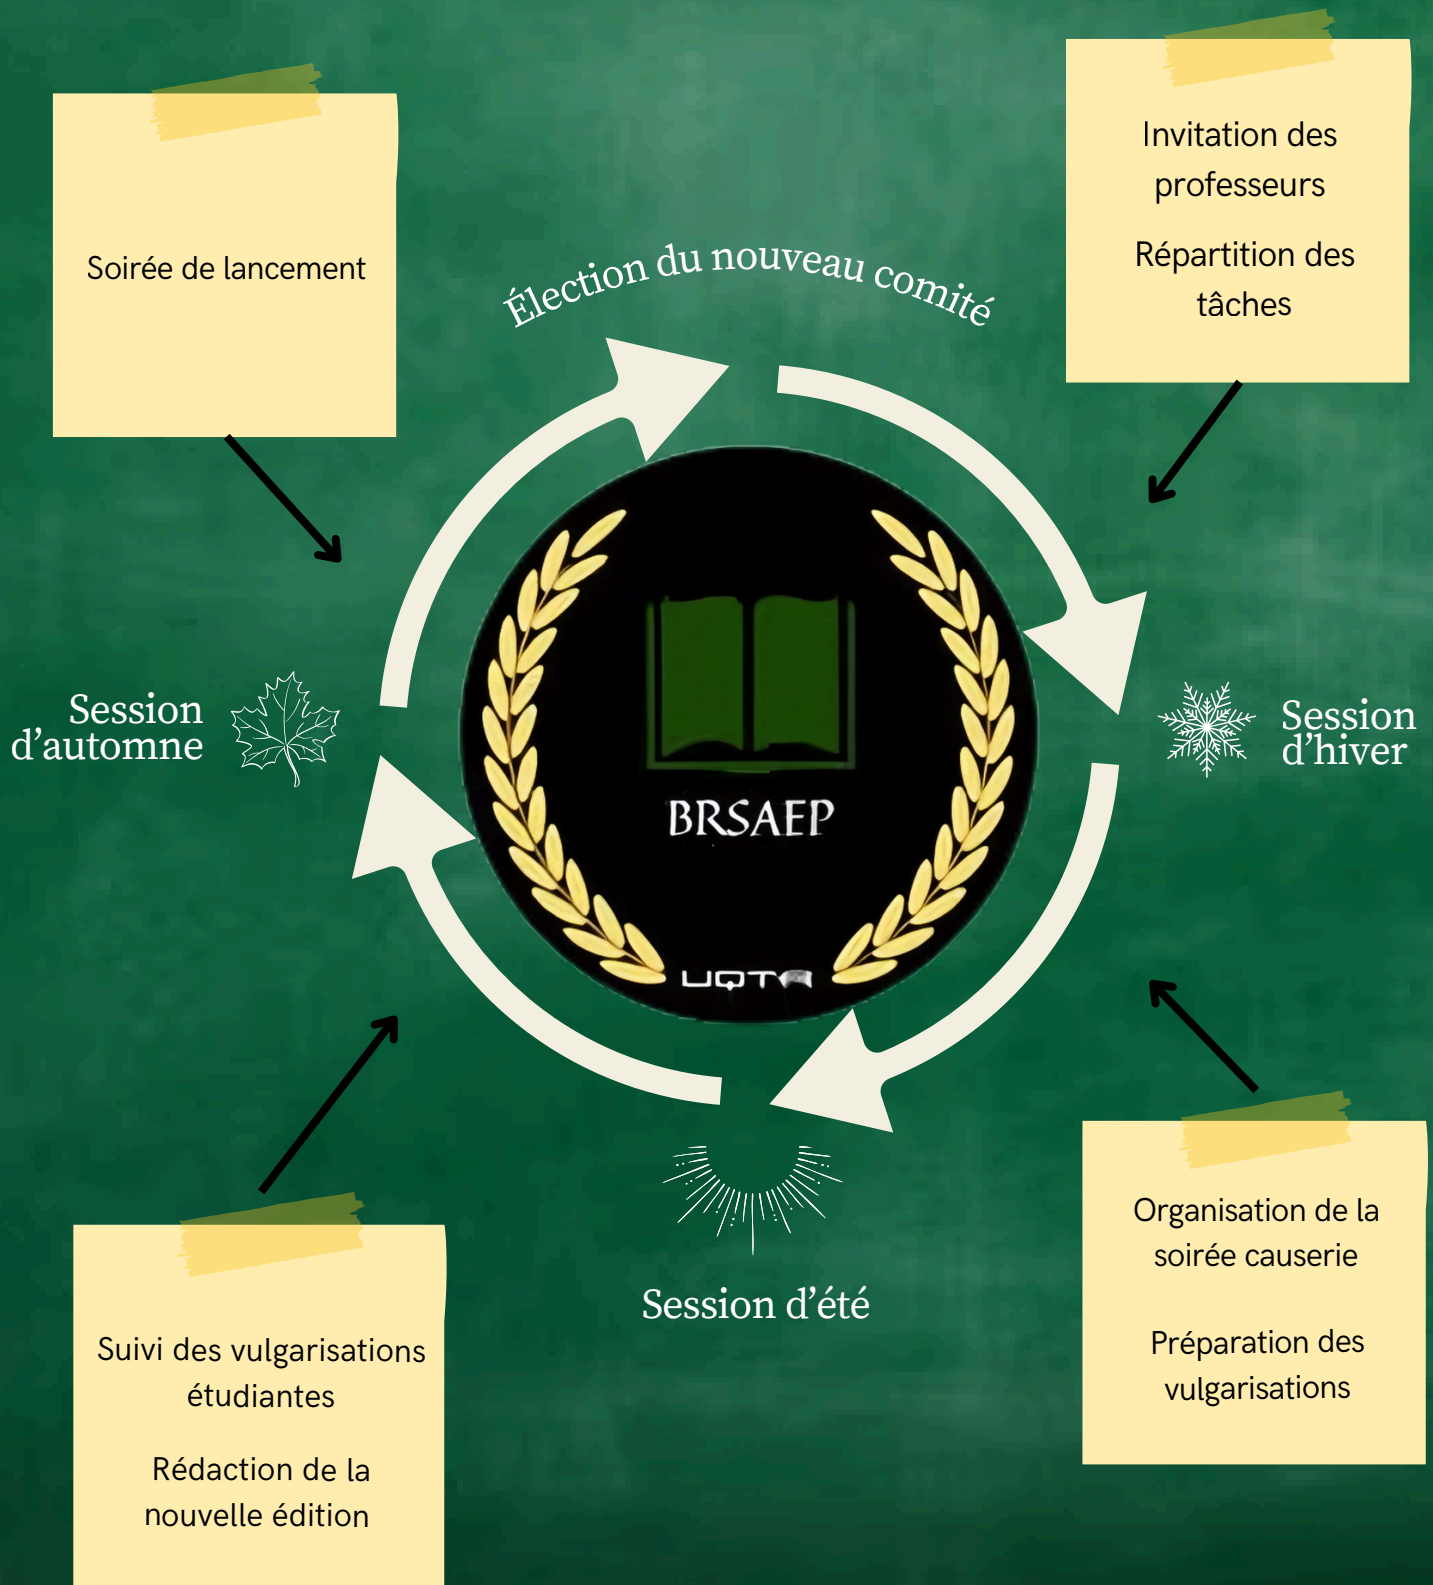 Invitation des
professeurs
Répartition des
tâches
Soirée de lancement
Élection du nouveau comité
Session
d'automne
Session
d'hiver
BRSAEP
UQTR
Session d'été
Organisation de la
soirée causerie
Préparation des
vulgarisations
Suivi des vulgarisations
étudiantes
Rédaction de la
nouvelle édition